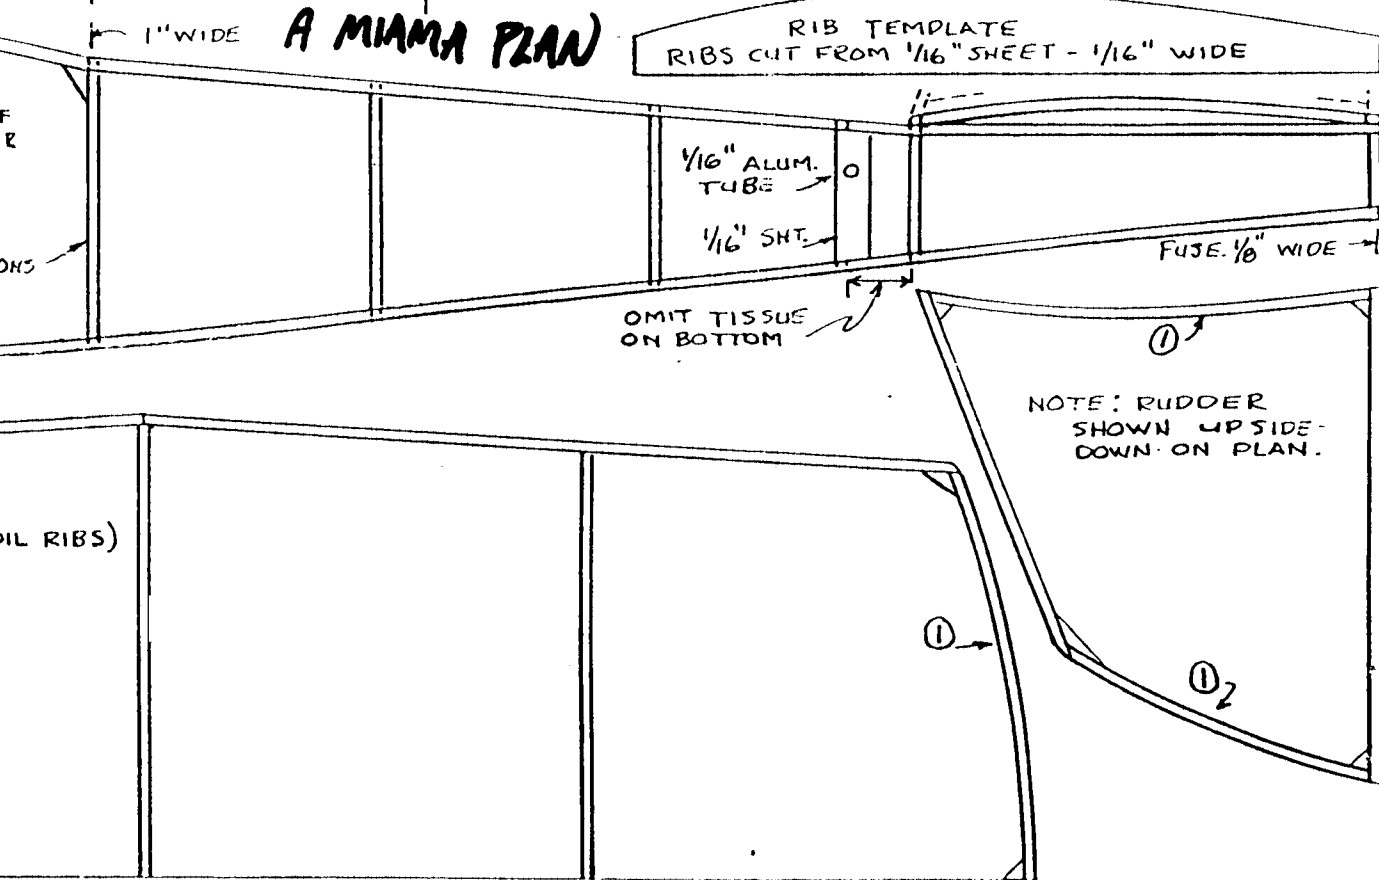 1" WIDE
A MIAMA PLAN
RIB TEMPLATE
RIBS CUT FROM 1/16" SHEET - 1/16" WIDE
1/16" ALUM.
TUBE
1/16" SHT.
FUSE. 1/8" WIDE
OMIT TISSUE
ON BOTTOM
1
NOTE: RUDDER
SHOWN UPSIDE-
DOWN ON PLAN.
RIBS)
1
1